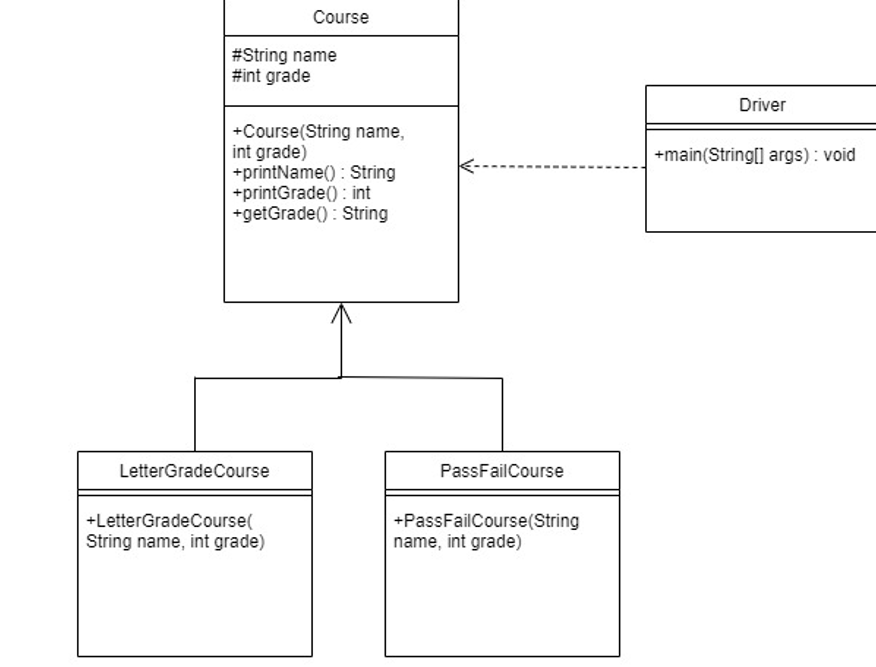 Course
#String name
#int grade
+Course(String name,
int grade)
+printName() : String
+printGrade() : int
+getGrade() : String
Driver
+main(String[] args) : void
LetterGradeCourse
+LetterGradeCourse(
String name, int grade)
PassFailCourse
+PassFailCourse(String
name, int grade)